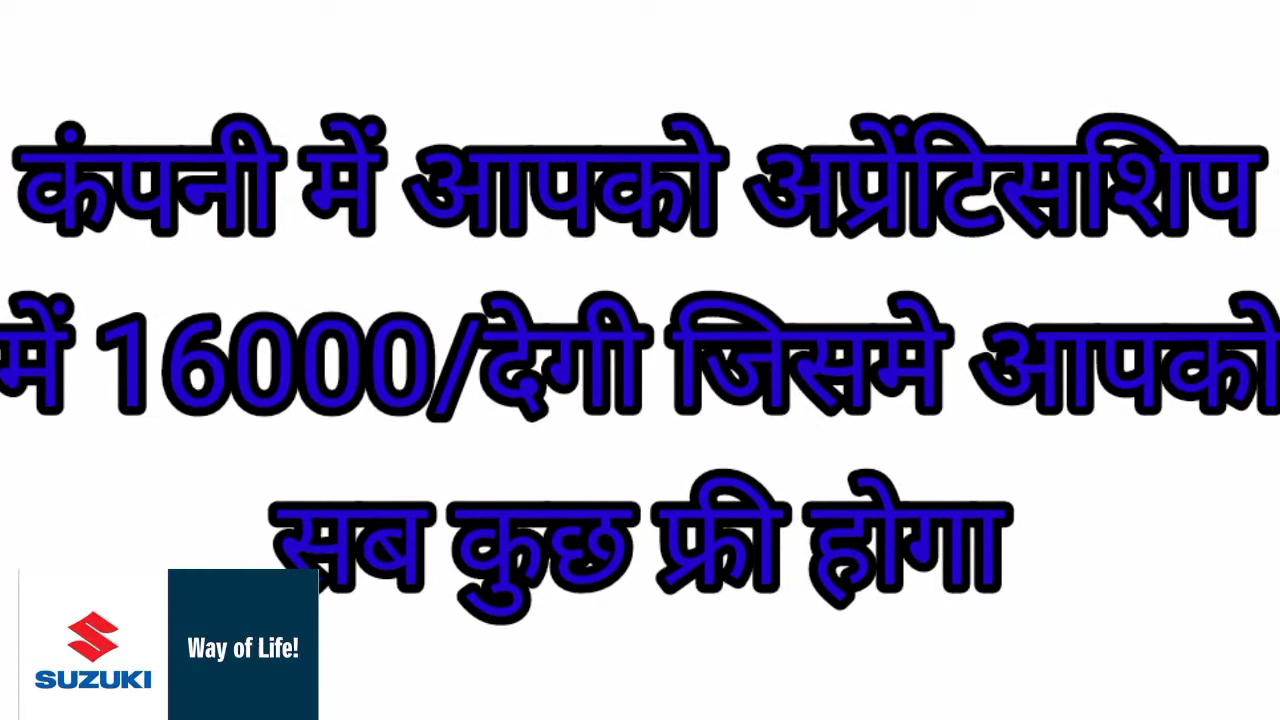 कंपनी में आपको अप्रेंटिसशिप
में 16000/देगी जिसमे आपको
सब कुछ फ्री होगा
SUZUKI
Way of Life!